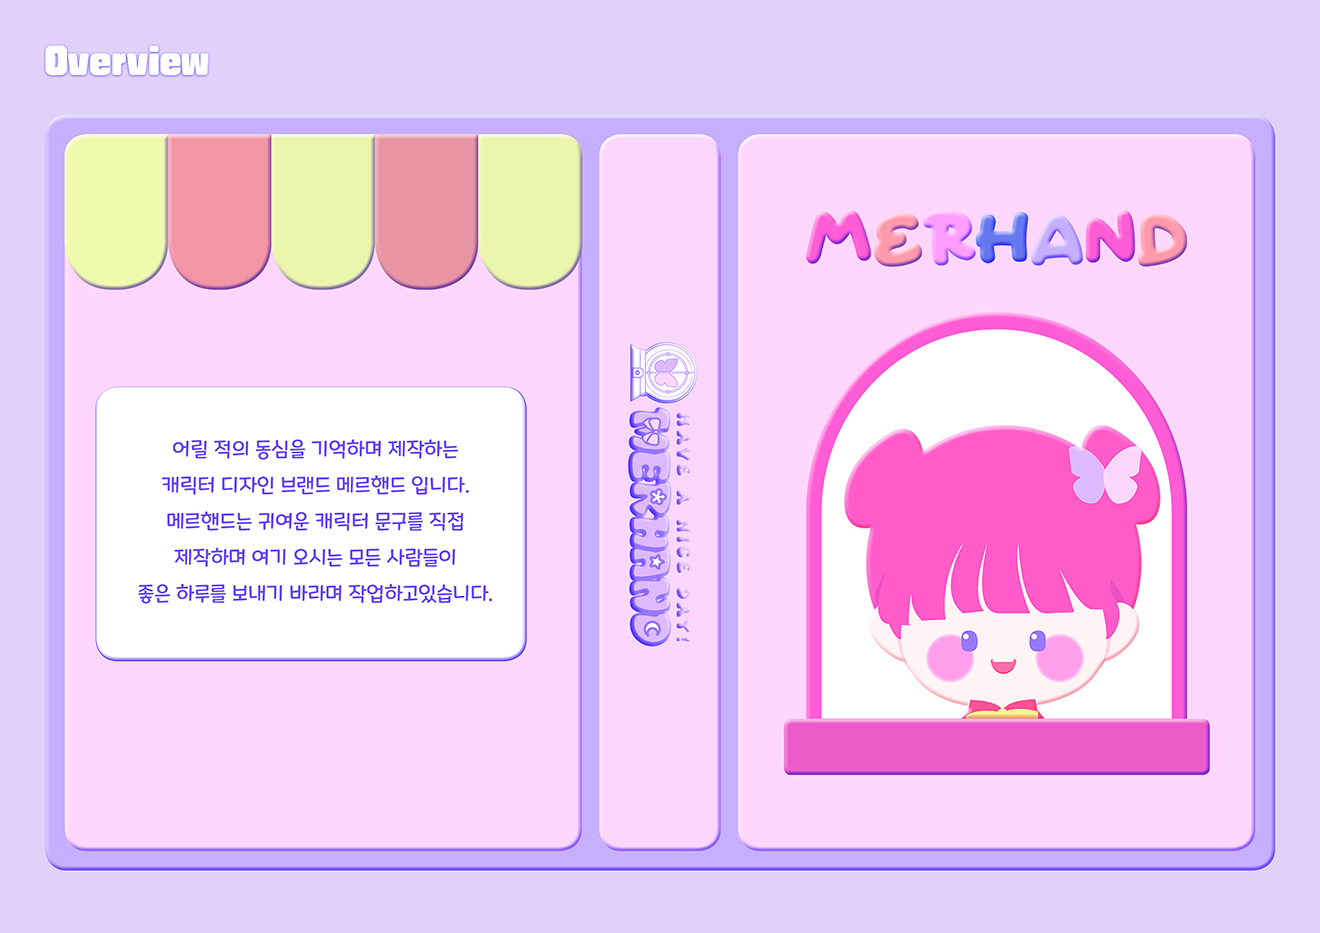 Overview
어릴 적의 동심을 기억하며 제작하는
캐릭터 디자인 브랜드 메르핸드 입니다.
메르핸드는 귀여운 캐릭터 문구를 직접
제작하며 여기 오시는 모든 사람들이
좋은 하루를 보내기 바라며 작업하고있습니다.
MERHAND
HAVE A NICE DAY!
MERHAND